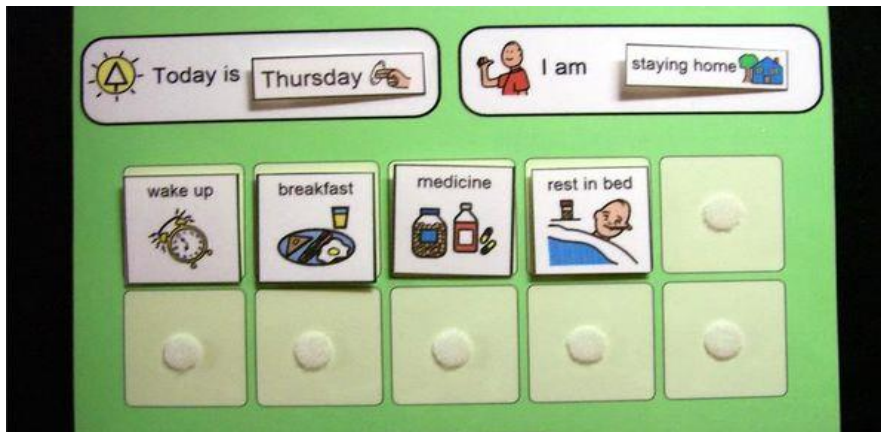 Today is Thursday
I am staying home
wake up
breakfast
medicine
rest in bed